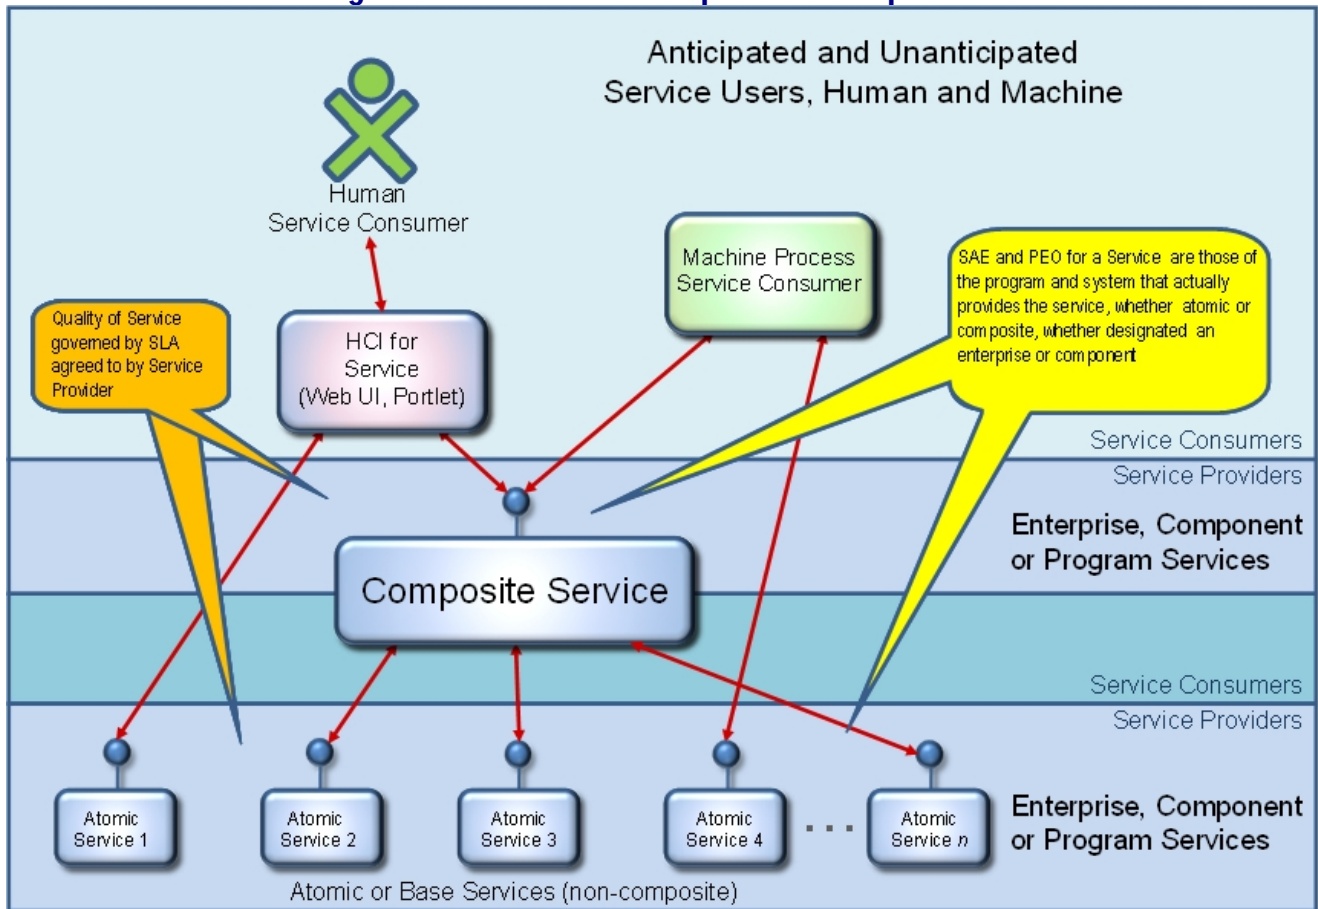 Anticipated and Unanticipated
Service Users, Human and Machine
Human
Service Consumer
Machine Process
Service Consumer
SAE and PEO for a Service are those of
the program and system that actually
provides the service, whether atomic or
composite, whether designated an
enterprise or component
Quality of Service
governed by SLA
agreed to by Service
Provider
HCI for
Service
(Web UI, Portlet)
Service Consumers
Service Providers
Enterprise, Component
or Program Services
Composite Service
Service Consumers
Service Providers
Atomic
Service 1
Atomic
Service 2
Atomic
Service 3
Atomic
Service 4
. . .
Atomic
Service n
Enterprise, Component
or Program Services
Atomic or Base Services (non-composite)